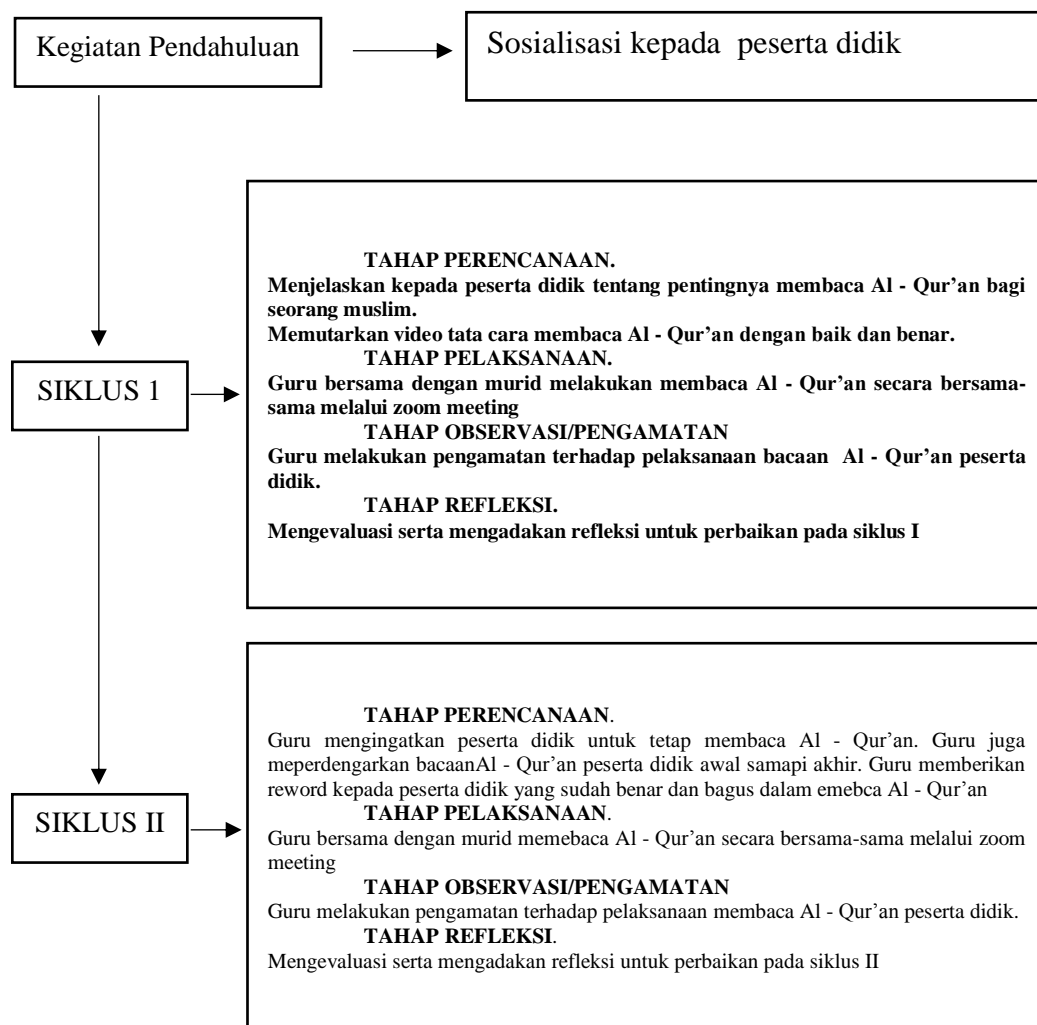 Kegiatan Pendahuluan
Sosialisasi kepada peserta didik
SIKLUS 1
TAHAP PERENCANAAN.
Menjelaskan kepada peserta didik tentang pentingnya membaca Al - Qur’an bagi
seorang muslim.
Memutarkan video tata cara membaca Al - Qur’an dengan baik dan benar.
TAHAP PELAKSANAAN.
Guru bersama dengan murid melakukan membaca Al - Qur’an secara bersama-
sama melalui zoom meeting
TAHAP OBSERVASI/PENGAMATAN
Guru melakukan pengamatan terhadap pelaksanaan bacaan Al - Qur’an peserta
didik.
TAHAP REFLEKSI.
Mengevaluasi serta mengadakan refleksi untuk perbaikan pada siklus I
SIKLUS II
TAHAP PERENCANAAN.
Guru mengingatkan peserta didik untuk tetap membaca Al - Qur’an. Guru juga
meperdengarkan bacaanAl - Qur’an peserta didik awal samapi akhir. Guru memberikan
reword kepada peserta didik yang sudah benar dan bagus dalam emebca Al - Qur’an
TAHAP PELAKSANAAN.
Guru bersama dengan murid memebaca Al - Qur’an secara bersama-sama melalui zoom
meeting
TAHAP OBSERVASI/PENGAMATAN
Guru melakukan pengamatan terhadap pelaksanaan membaca Al - Qur’an peserta didik.
TAHAP REFLEKSI.
Mengevaluasi serta mengadakan refleksi untuk perbaikan pada siklus II